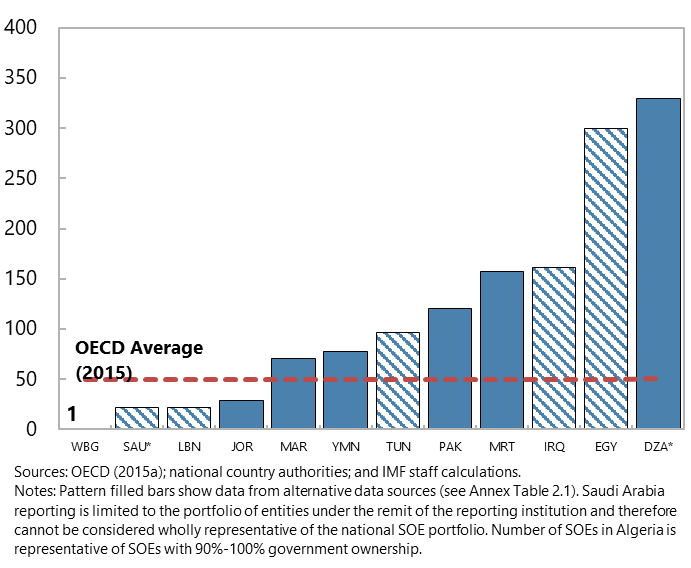 400
350
300
250
200
150
100
50
0
OECD Average
(2015)
1
WBG SAU* LBN JOR MAR YMN TUN PAK MRT IRQ EGY DZA*
Sources: OECD (2015a); national country authorities; and IMF staff calculations.
Notes: Pattern filled bars show data from alternative data sources (see Annex Table 2.1). Saudi Arabia
reporting is limited to the portfolio of entities under the remit of the reporting institution and therefore
cannot be considered wholly representative of the national SOE portfolio. Number of SOEs in Algeria is
representative of SOEs with 90%-100% government ownership.